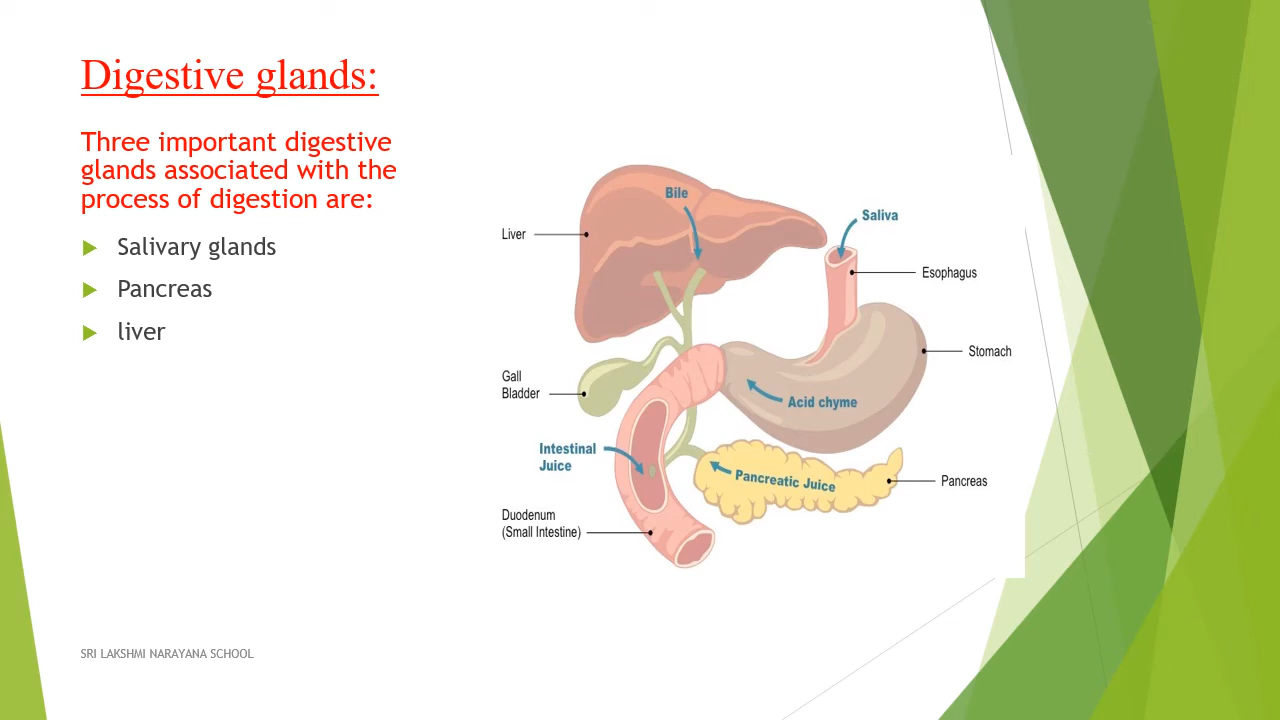 Digestive glands:
Three important digestive
glands associated with the
process of digestion are:
Salivary glands
Pancreas
liver
Bile
Saliva
Liver
Esophagus
Stomach
Gall
Bladder
Acid chyme
Intestinal
Juice
Pancreatic Juice
Pancreas
Duodenum
(Small Intestine)
SRI LAKSHMI NARAYANA SCHOOL